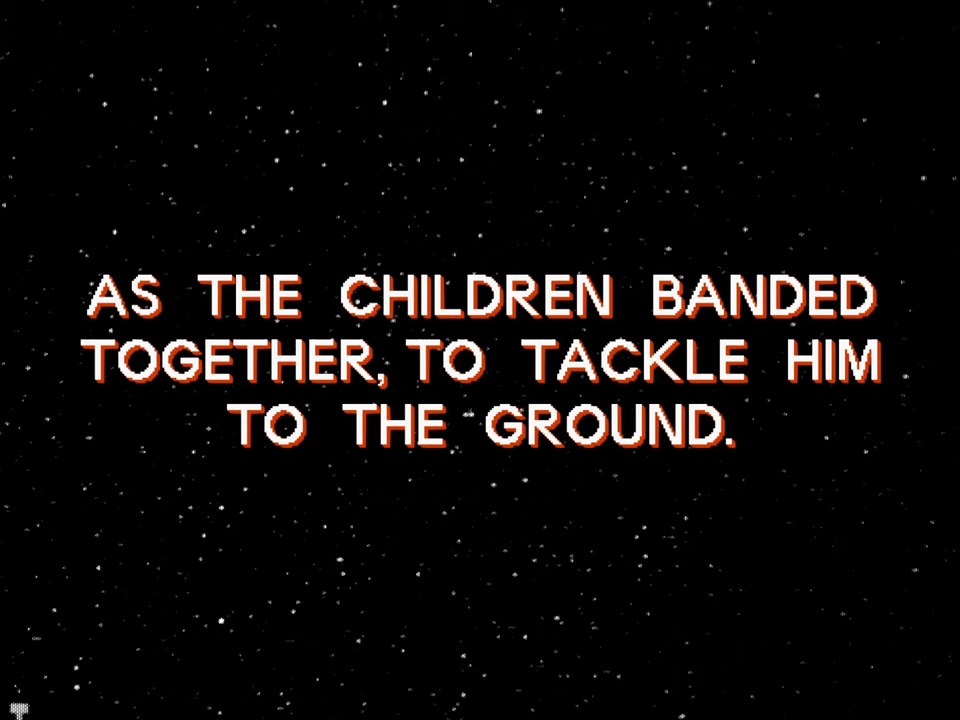 AS THE CHILDREN BANDED
TOGETHER, TO TACKLE HIM
TO THE GROUND.